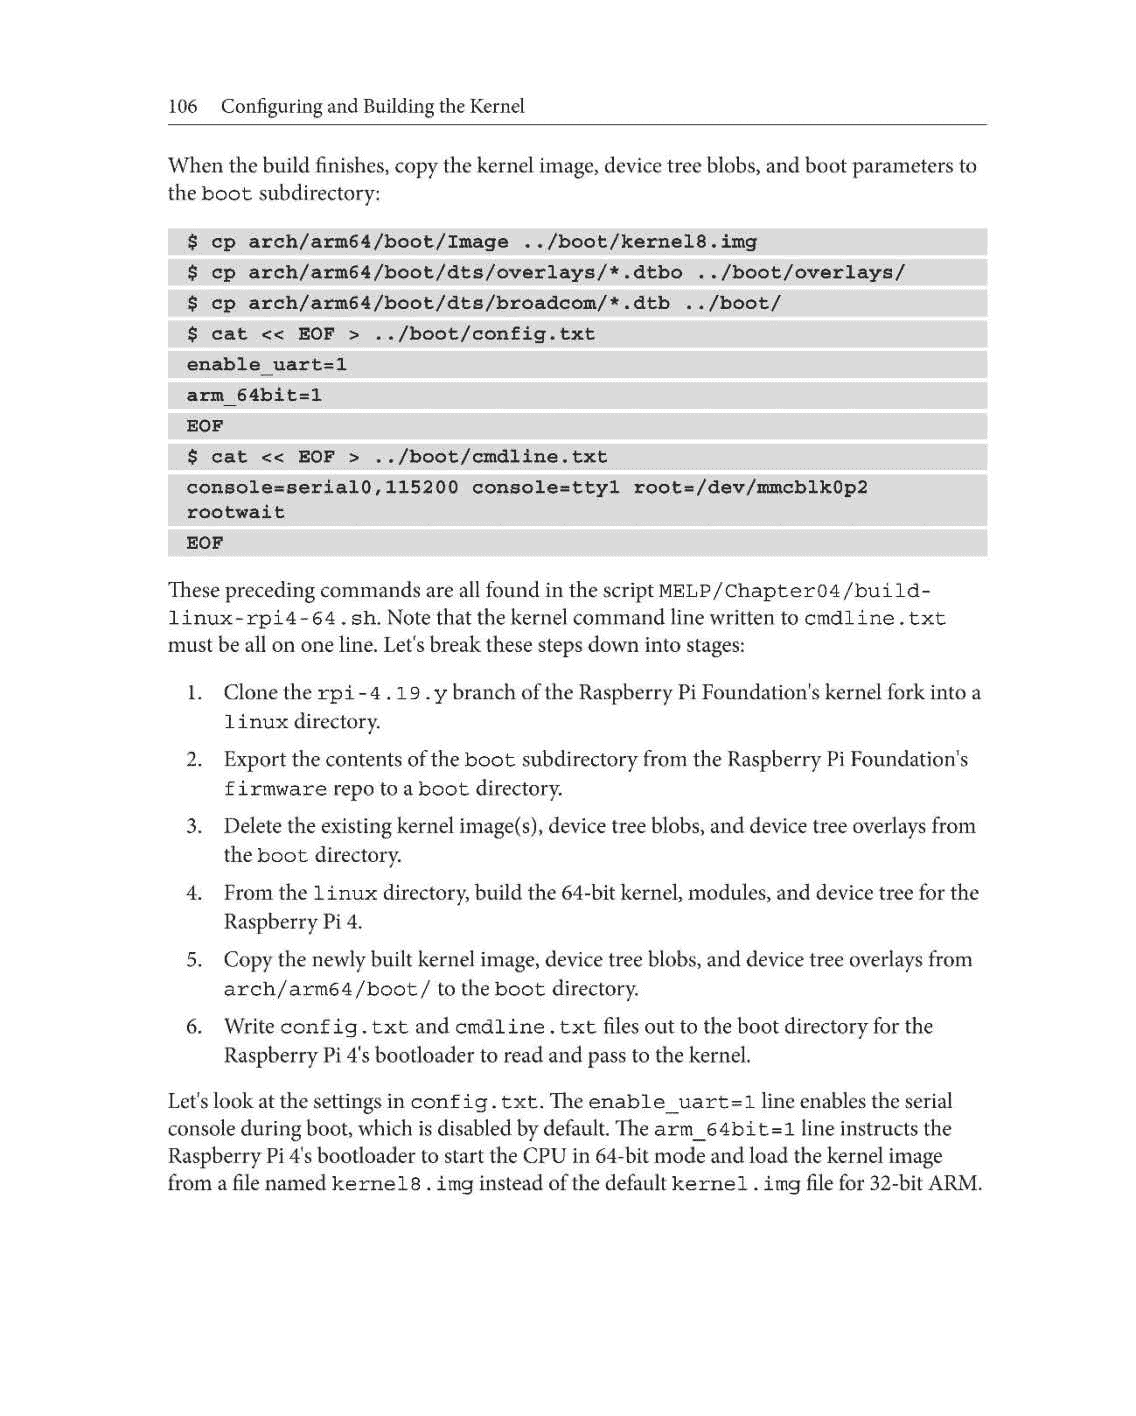 106 Configuring and Building the Kernel
When the build finishes, copy the kernel image, device tree blobs, and boot parameters to
the boot subdirectory:
$ cp arch/arm64/boot/Image ../boot/kernel8.img
$ cp arch/arm64/boot/dts/overlays/*.dtbo ../boot/overlays/
$ cp arch/arm64/boot/dts/broadcom/*.dtb ../boot/
$ cat << EOF > ../boot/config.txt
enable_uart=1
arm_64bit=1
EOF
$ cat << EOF > ../boot/cmdline.txt
console=serial0,115200 console=tty1 root=/dev/mmcblk0p2
rootwait
EOF
These preceding commands are all found in the script MELP/Chapter04/build-
linux-rpi4-64.sh. Note that the kernel command line written to cmdline.txt
must be all on one line. Let's break these steps down into stages:
1. Clone the rpi-4.19.y branch of the Raspberry Pi Foundation's kernel fork into a
linux directory.
2. Export the contents of the boot subdirectory from the Raspberry Pi Foundation's
firmware repo to a boot directory.
3. Delete the existing kernel image(s), device tree blobs, and device tree overlays from
the boot directory.
4. From the linux directory, build the 64-bit kernel, modules, and device tree for the
Raspberry Pi 4.
5. Copy the newly built kernel image, device tree blobs, and device tree overlays from
arch/arm64/boot/ to the boot directory.
6. Write config.txt and cmdline.txt files out to the boot directory for the
Raspberry Pi 4's bootloader to read and pass to the kernel.
Let's look at the settings in config.txt. The enable_uart=1 line enables the serial
console during boot, which is disabled by default. The arm_64bit=1 line instructs the
Raspberry Pi 4's bootloader to start the CPU in 64-bit mode and load the kernel image
from a file named kernel8.img instead of the default kernel.img file for 32-bit ARM.